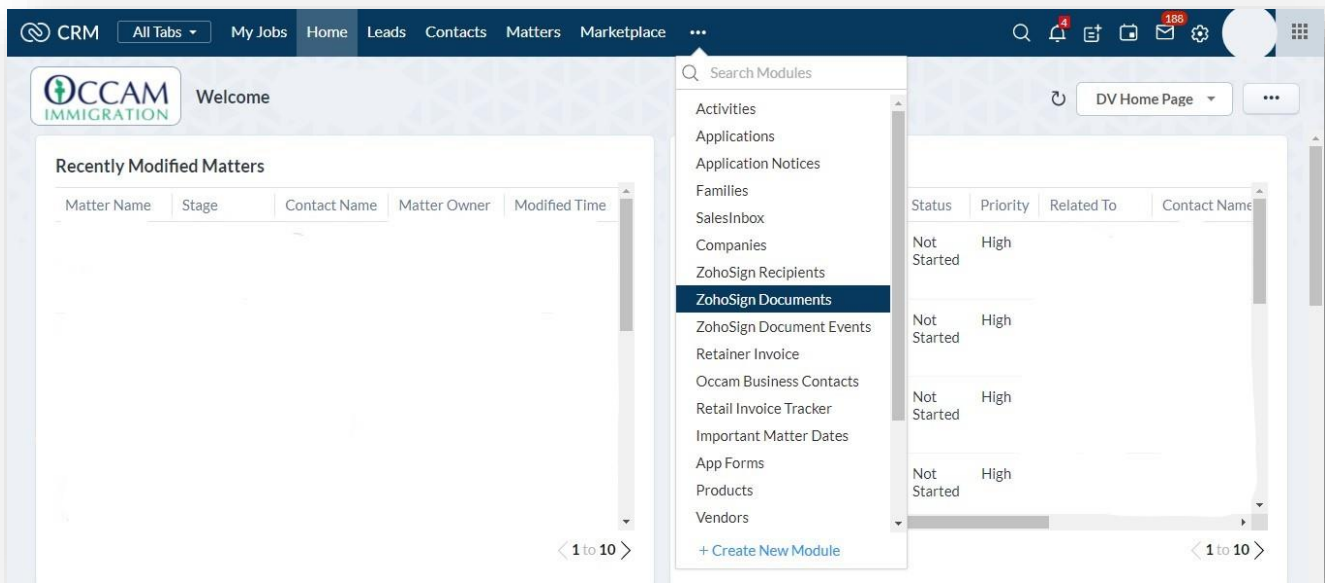 CRM All Tabs My Jobs Home Leads Contacts Matters Marketplace ... 4 188
OCCAM
IMMIGRATION
Welcome
DV Home Page ...
Search Modules
Activities
Applications
Application Notices
Families
SalesInbox
Companies
ZohoSign Recipients
ZohoSign Documents
ZohoSign Document Events
Retainer Invoice
Occam Business Contacts
Retail Invoice Tracker
Important Matter Dates
App Forms
Products
Vendors
+ Create New Module
Recently Modified Matters
Matter Name Stage Contact Name Matter Owner Modified Time
1 to 10
Status Priority Related To Contact Name
Not High
Started
Not High
Started
Not High
Started
Not High
Started
1 to 10